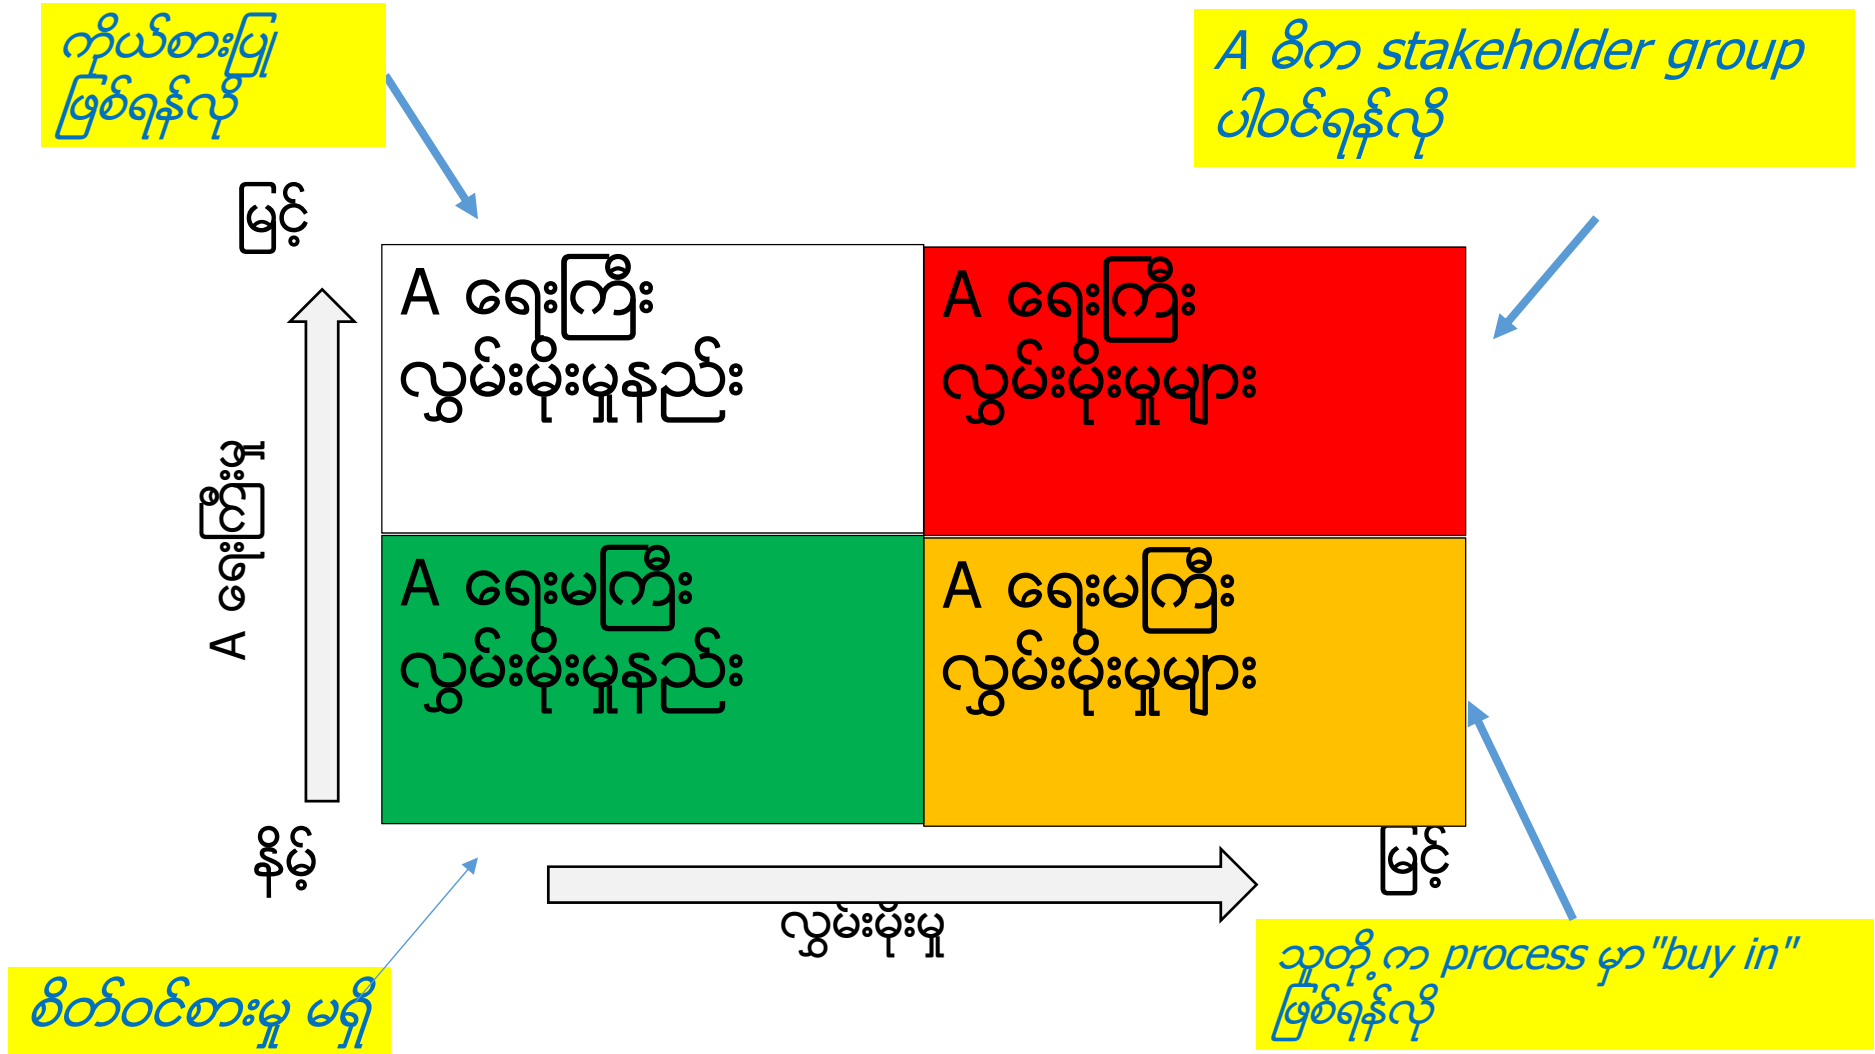 ကိုယ်စားပြု
ဖြစ်ရန်လို
A ဓိက stakeholder group
ပါဝင်ရန်လို
မြင့်
A ရေးကြီး
လွှမ်းမိုးမှုနည်း
A ရေးကြီး
လွှမ်းမိုးမှုများ
A ရေးကြီးမှု
A ရေးမကြီး
လွှမ်းမိုးမှုနည်း
A ရေးမကြီး
လွှမ်းမိုးမှုများ
နိမ့်
မြင့်
လွှမ်းမိုးမှု
စိတ်ဝင်စားမှု မရှိ
သူတို့က process မှာ"buy in"
ဖြစ်ရန်လို